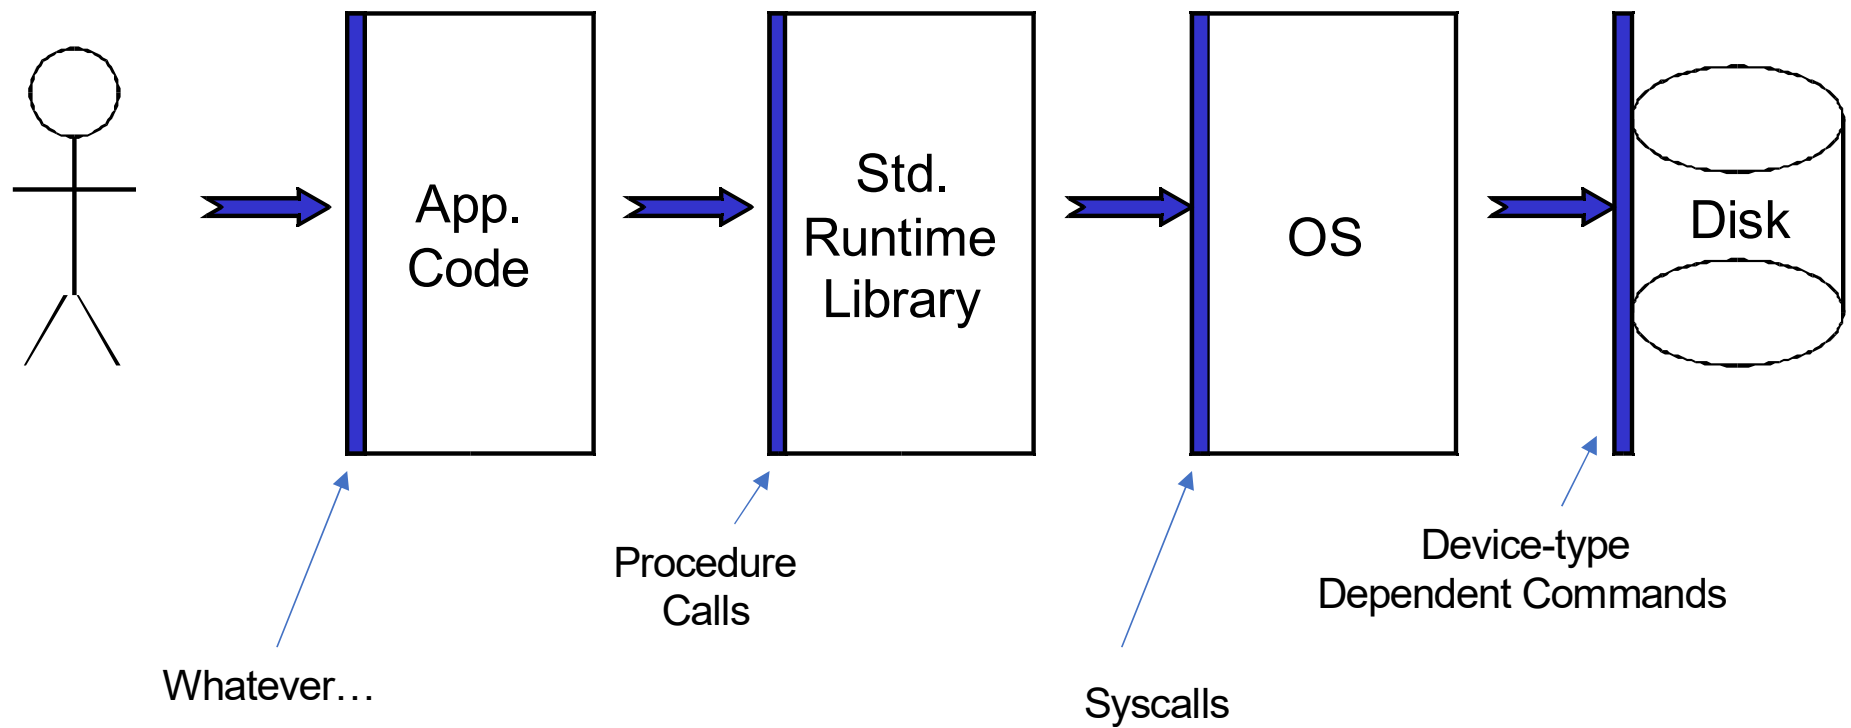 App.
Code
Std.
Runtime
Library
OS
Disk
Whatever…
Procedure
Calls
Syscalls
Device-type
Dependent Commands